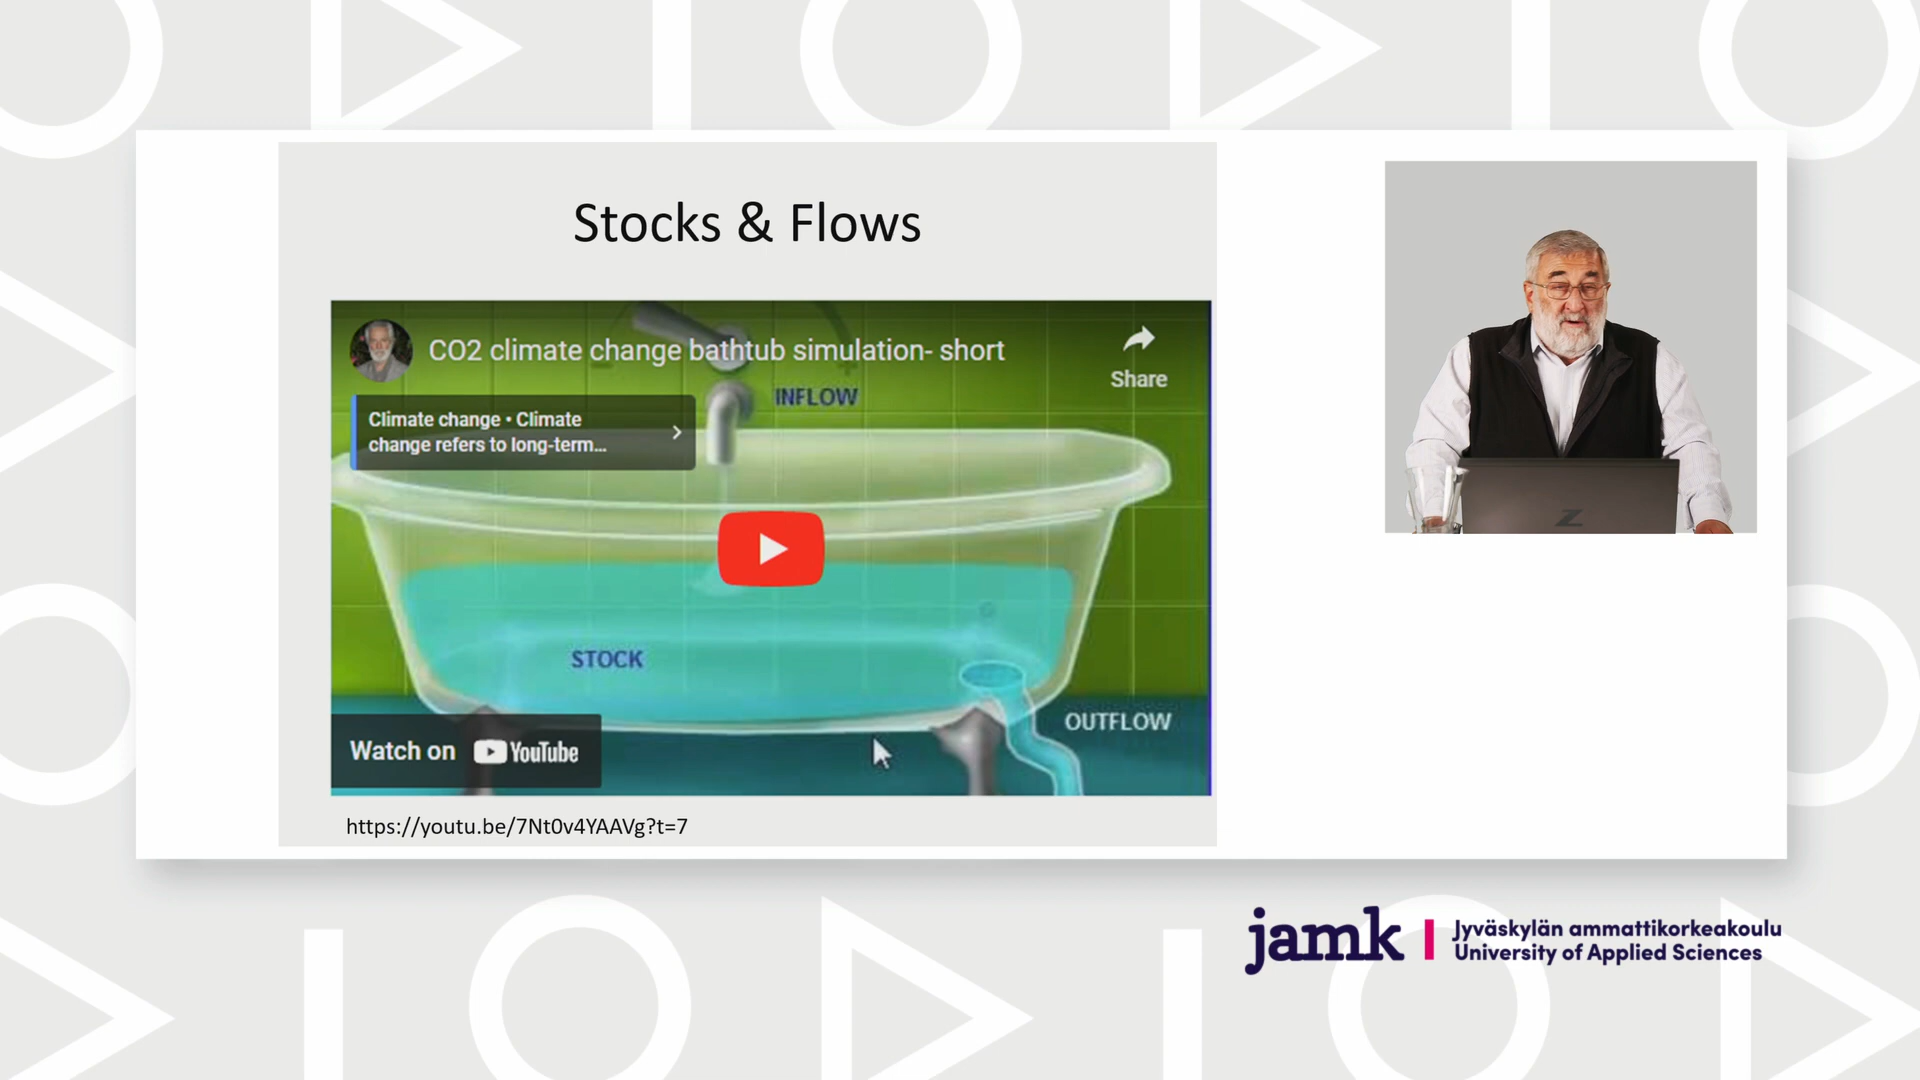 Stocks & Flows
CO2 climate change bathtub simulation- short
Share
INFLOW
Climate change • Climate
change refers to long-term...
STOCK
OUTFLOW
Watch on YouTube
https://youtu.be/7Nt0v4YAAVg?t=7
jamk
Jyväskylän ammattikorkeakoulu
University of Applied Sciences